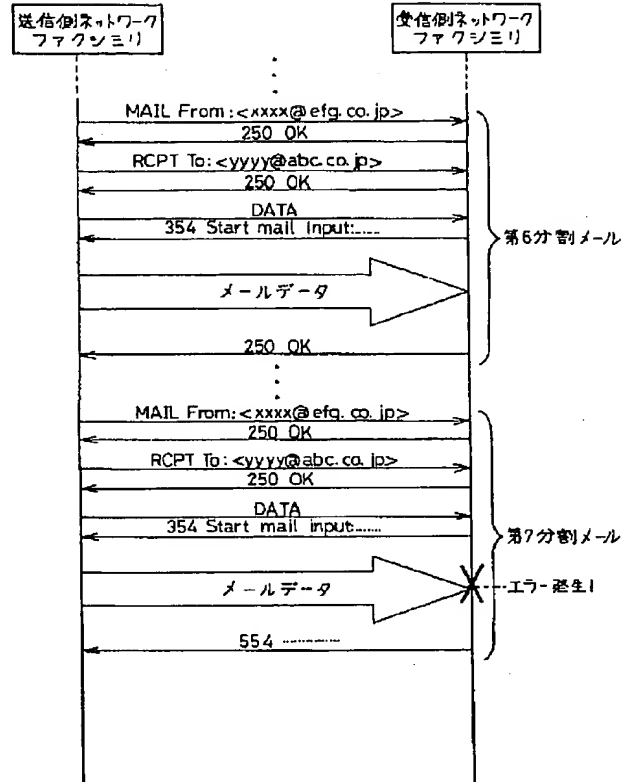 送信側ネットワーク
ファクシミリ
受信側ネットワーク
ファクシミリ
MAIL From:<xxxx@efg.co.jp>
250 OK
RCPT To:<yyyy@abc.co.jp>
250 OK
DATA
354 Start mail input:......
メールデータ
250 OK
第6分割メール
MAIL From:<xxxx@efg.co.jp>
250 OK
RCPT To:<yyyy@abc.co.jp>
250 OK
DATA
354 Start mail input:......
メールデータ
エラー発生!
554 ............
第7分割メール